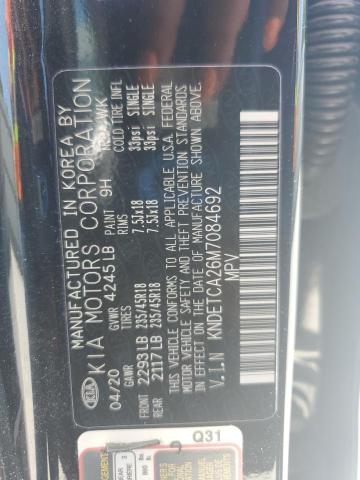 MANUFACTURED IN KOREA BY
KIA MOTORS CORPORATION
04/20 GVWR 4245LB PAINT 9H
TIRES RIMS COLD TIRE INFL
FRONT 2293LB 235/45R18 7.5Jx18 33psi SINGLE
REAR 2117LB 235/45R18 7.5Jx18 33psi SINGLE
THIS VEHICLE CONFORMS TO ALL APPLICABLE U.S.A. FEDERAL
MOTOR VEHICLE SAFETY AND BUMPER AND THEFT PREVENTION STANDARDS
IN EFFECT ON THE DATE OF MANUFACTURE SHOWN ABOVE.
V.I.N KNDETCA26M7084692
MPV
Q31